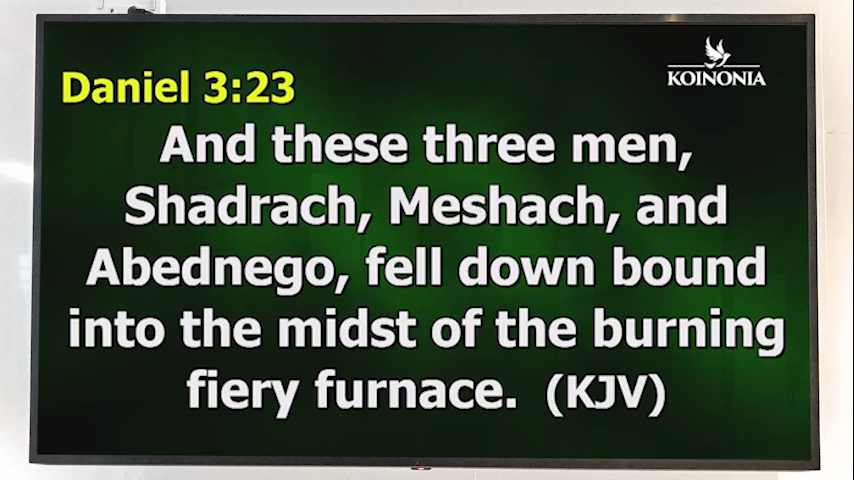 KOINONIA
Daniel 3:23
And these three men,
Shadrach, Meshach, and
Abednego, fell down bound
into the midst of the burning
fiery furnace. (KJV)